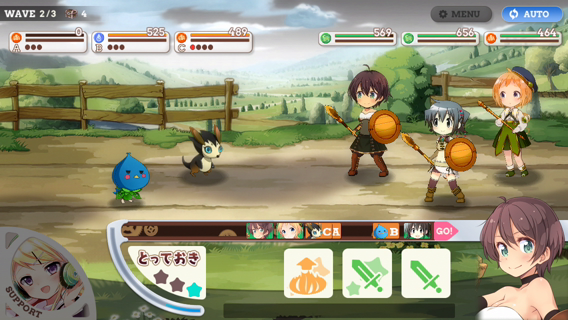 WAVE 2/3 4
MENU
AUTO
0
525
489
569
656
464
A
B
C
CA
B
GO!
とっておき
SUPPORT